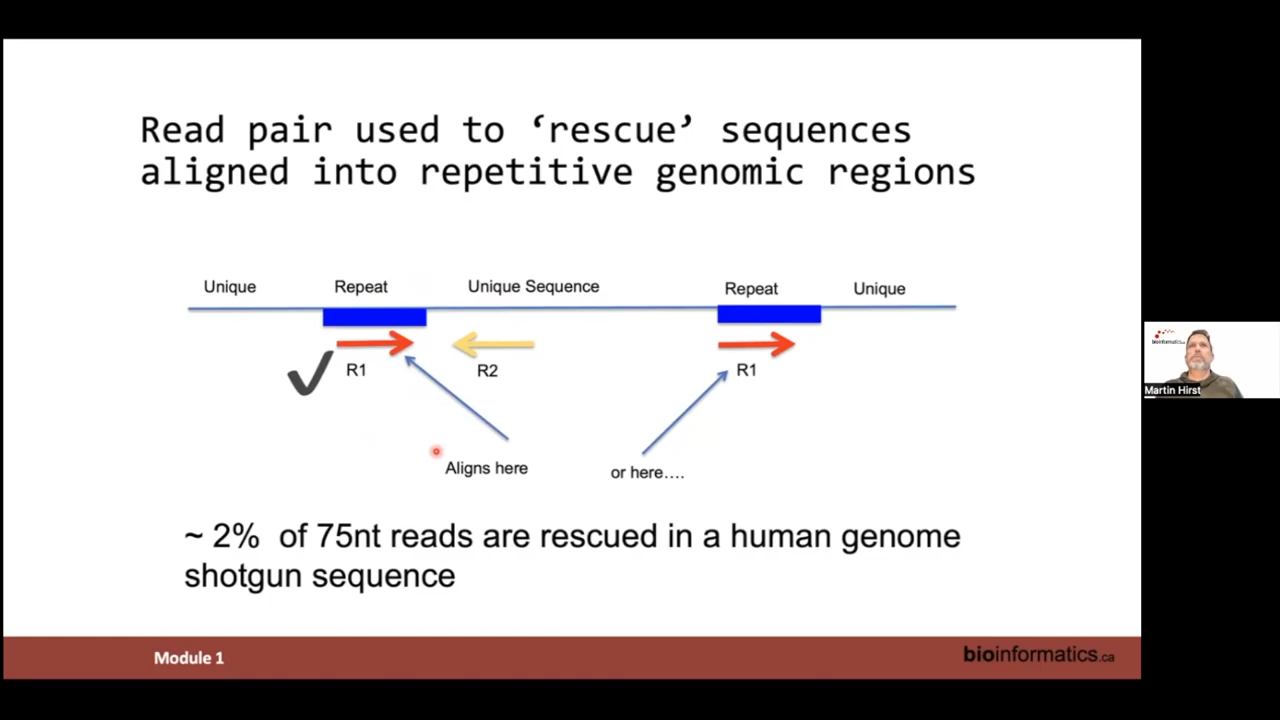 Read pair used to ‘rescue’ sequences
aligned into repetitive genomic regions
Unique
Repeat
Unique Sequence
Repeat
Unique
R1
R2
R1
Aligns here
or here….
~ 2% of 75nt reads are rescued in a human genome
shotgun sequence
Module 1
bioinformatics.ca
bioinformatics.ca
Martin Hirst